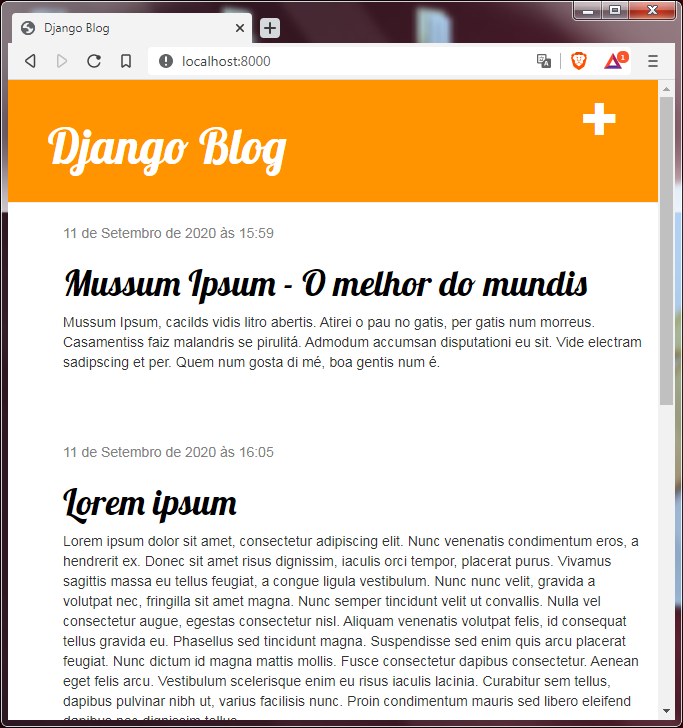 Django Blog
localhost:8000
1
Django Blog
11 de Setembro de 2020 às 15:59
Mussum Ipsum - O melhor do mundis
Mussum Ipsum, cacilds vidis litro abertis. Atirei o pau no gatis, per gatis num morreus.
Casamentiss faiz malandris se pirulitá. Admodum accumsan disputationi eu sit. Vide electram
sadipscing et per. Quem num gosta di mé, boa gentis num é.
11 de Setembro de 2020 às 16:05
Lorem ipsum
Lorem ipsum dolor sit amet, consectetur adipiscing elit. Nunc venenatis condimentum eros, a
hendrerit ex. Donec sit amet risus dignissim, iaculis orci tempor, placerat purus. Vivamus
sagittis massa eu tellus feugiat, a congue ligula vestibulum. Nunc nunc velit, gravida a
volutpat nec, fringilla sit amet magna. Nunc semper tincidunt velit ut convallis. Nulla vel
consectetur augue, egestas consectetur nisl. Aliquam venenatis volutpat felis, id consequat
tellus gravida eu. Phasellus sed tincidunt magna. Suspendisse sed enim quis arcu placerat
feugiat. Nunc dictum id magna mattis mollis. Fusce consectetur dapibus consectetur. Aenean
eget felis arcu. Vestibulum scelerisque enim eu risus iaculis lacinia. Curabitur sem tellus,
dapibus pulvinar nibh ut, varius facilisis nunc. Proin condimentum mauris sed libero eleifend
dapibus nec dignissim tellus